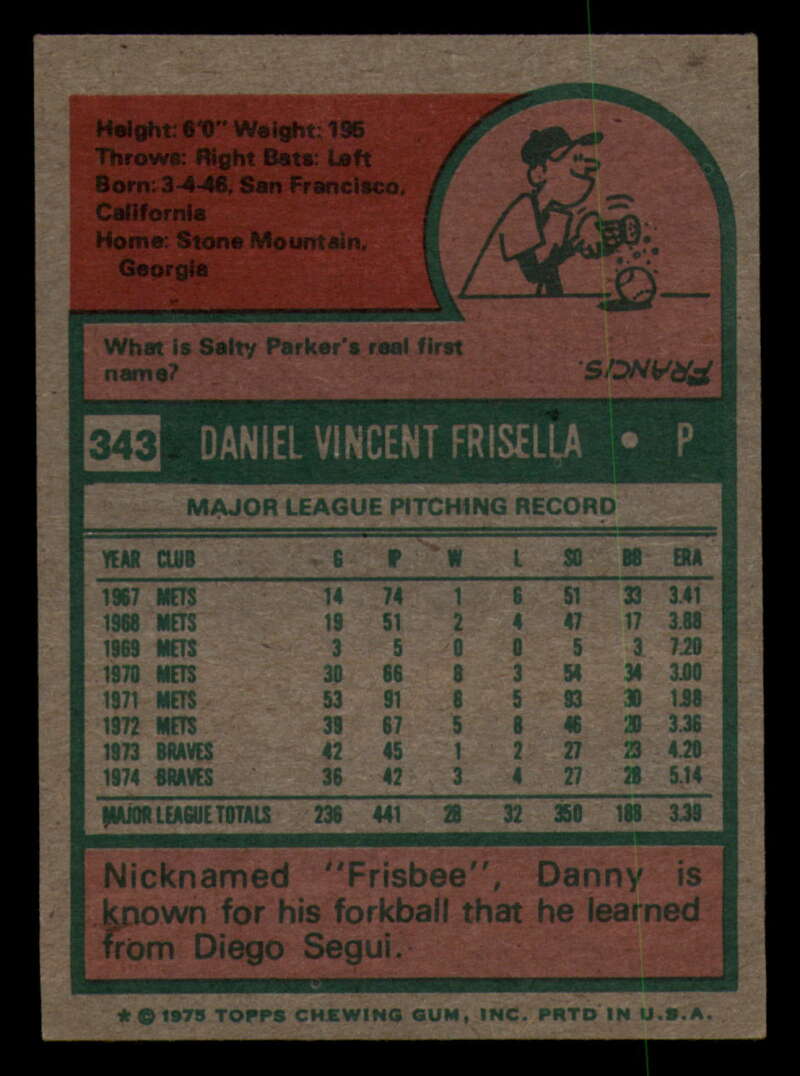 Height: 6'0" Weight: 195
Throws: Right Bats: Left
Born: 3-4-46, San Francisco,
California
Home: Stone Mountain,
Georgia
What is Salty Parker's real first
name?
FRANCIS.
343 DANIEL VINCENT FRISELLA • P
MAJOR LEAGUE PITCHING RECORD
YEAR CLUB G IP W L SO BB ERA
1967 METS 14 74 1 6 51 33 3.41
1968 METS 19 51 2 4 47 17 3.88
1969 METS 3 5 0 0 5 3 7.20
1970 METS 30 66 8 3 54 34 3.00
1971 METS 53 91 8 5 93 30 1.98
1972 METS 39 67 5 8 46 20 3.36
1973 BRAVES 42 45 1 2 27 23 4.20
1974 BRAVES 36 42 3 4 27 28 5.14
MAJOR LEAGUE TOTALS 236 441 28 32 350 188 3.39
Nicknamed "Frisbee", Danny is
known for his forkball that he learned
from Diego Segui.
* © 1975 TOPPS CHEWING GUM, INC. PRTD IN U.S.A.